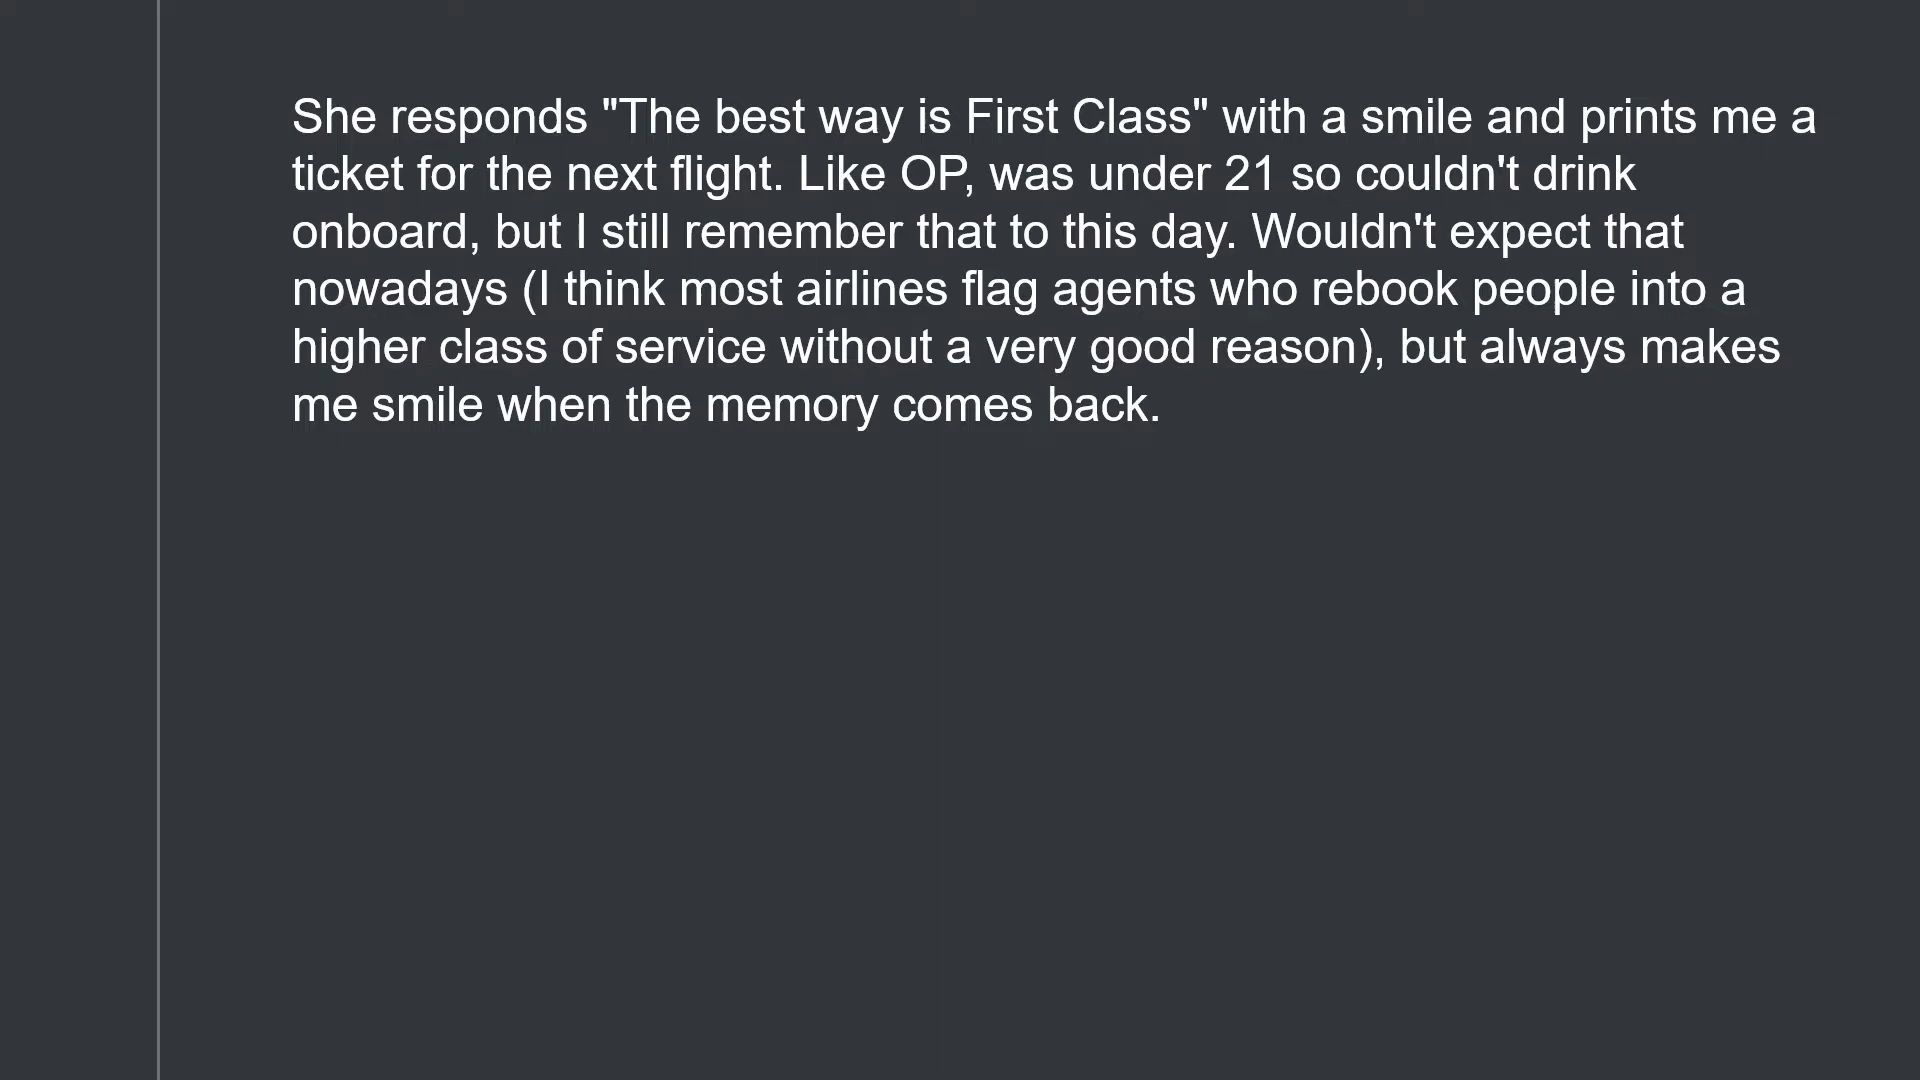 She responds "The best way is First Class" with a smile and prints me a
ticket for the next flight. Like OP, was under 21 so couldn't drink
onboard, but I still remember that to this day. Wouldn't expect that
nowadays (I think most airlines flag agents who rebook people into a
higher class of service without a very good reason), but always makes
me smile when the memory comes back.